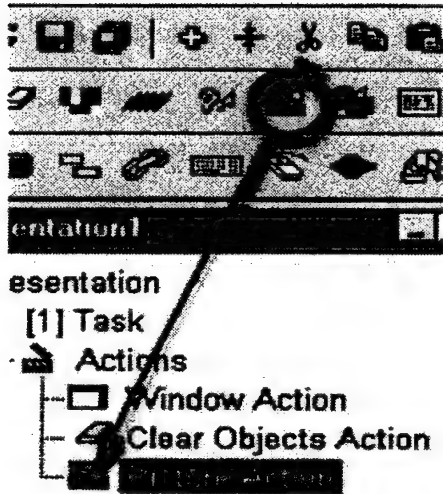 entation1
esentation
[1] Task
Actions
Window Action
Clear Objects Action